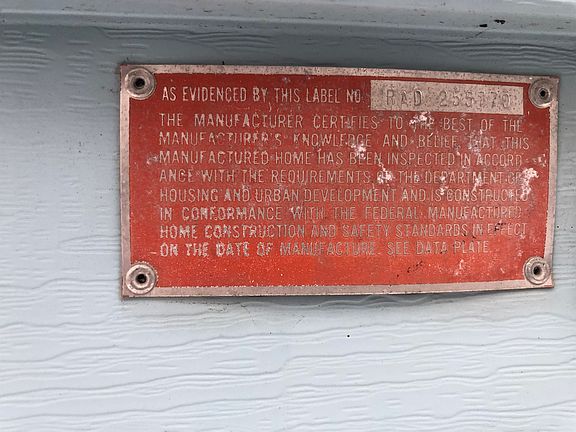 AS EVIDENCED BY THIS LABEL NO. RAD
THE MANUFACTURER CERTIFIES TO THE BEST OF THE
MANUFACTURER'S KNOWLEDGE AND BELIEF THAT THIS
MANUFACTURED HOME HAS BEEN INSPECTED IN ACCORD-
ANCE WITH THE REQUIREMENTS OF THE DEPARTMENT OF
HOUSING AND URBAN DEVELOPMENT AND IS CONSTRUCTED
IN CONFORMANCE WITH THE FEDERAL MANUFACTURED
HOME CONSTRUCTION AND SAFETY STANDARDS IN EFFECT
ON THE DATE OF MANUFACTURE. SEE DATA PLATE.